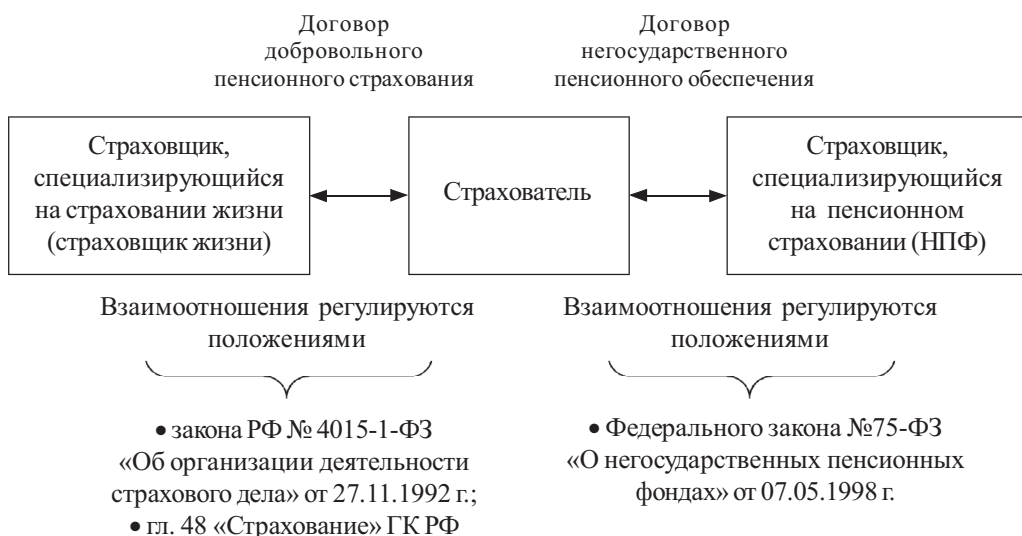 Договор
добровольного
пенсионного страхования
Договор
негосударственного
пенсионного обеспечения
Страховщик,
специализирующийся
на страховании жизни
(страховщик жизни)
Страхователь
Страховщик,
специализирующийся
на пенсионном
страховании (НПФ)
Взаимоотношения регулируются
положениями
Взаимоотношения регулируются
положениями
• закона РФ № 4015-1-ФЗ
«Об организации деятельности
страхового дела» от 27.11.1992 г.;
• гл. 48 «Страхование» ГК РФ
• Федерального закона №75-ФЗ
«О негосударственных пенсионных
фондах» от 07.05.1998 г.